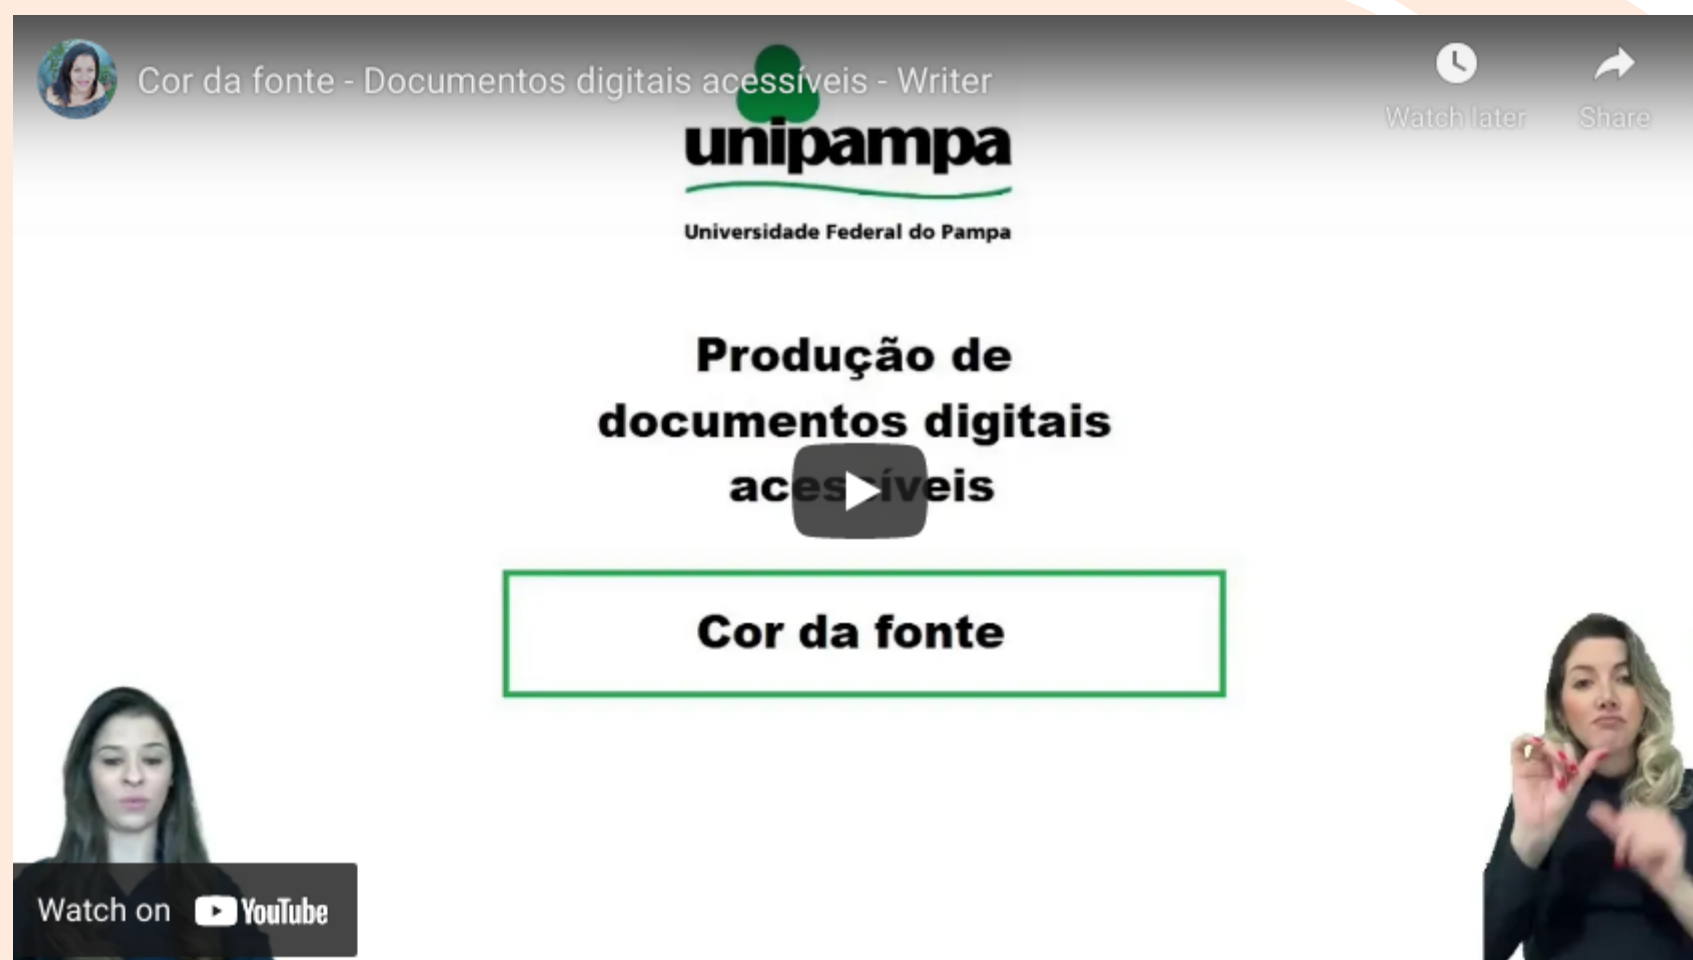 Cor da fonte - Documentos digitais acessíveis - Writer
Watch later
Share
unipampa
Universidade Federal do Pampa
Produção de
documentos digitais
acessíveis
Cor da fonte
Watch on YouTube